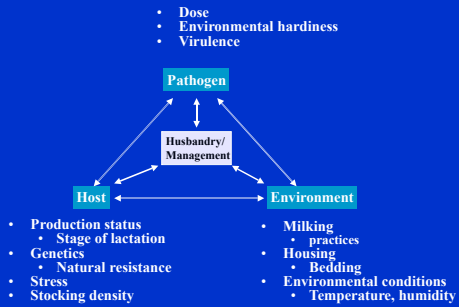 • Dose
• Environmental hardiness
• Virulence
Pathogen
Husbandry/
Management
Host
Environment
• Production status
• Stage of lactation
• Genetics
• Natural resistance
• Stress
• Stocking density
• Milking
• practices
• Housing
• Bedding
• Environmental conditions
• Temperature, humidity